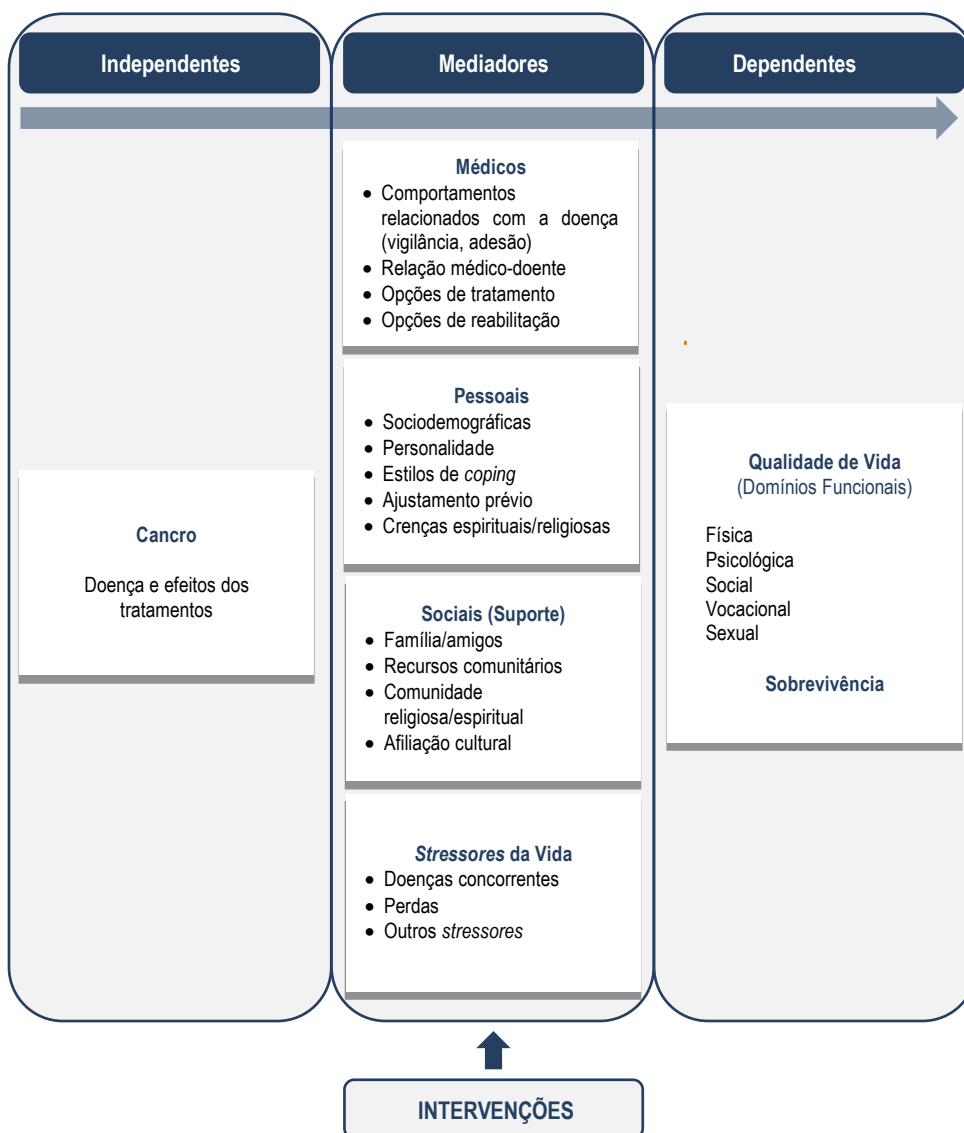 Independentes
Mediadores
Dependentes
Médicos
• Comportamentos
relacionados com a doença
(vigilância, adesão)
• Relação médico-doente
• Opções de tratamento
• Opções de reabilitação
Pessoais
• Sociodemográficas
• Personalidade
• Estilos de coping
• Ajustamento prévio
• Crenças espirituais/religiosas
Cancro
Doença e efeitos dos
tratamentos
Sociais (Suporte)
• Família/amigos
• Recursos comunitários
• Comunidade
religiosa/espiritual
• Afiliação cultural
Stressores da Vida
• Doenças concorrentes
• Perdas
• Outros stressores
Qualidade de Vida
(Domínios Funcionais)
Física
Psicológica
Social
Vocacional
Sexual
Sobrevivência
INTERVENÇÕES